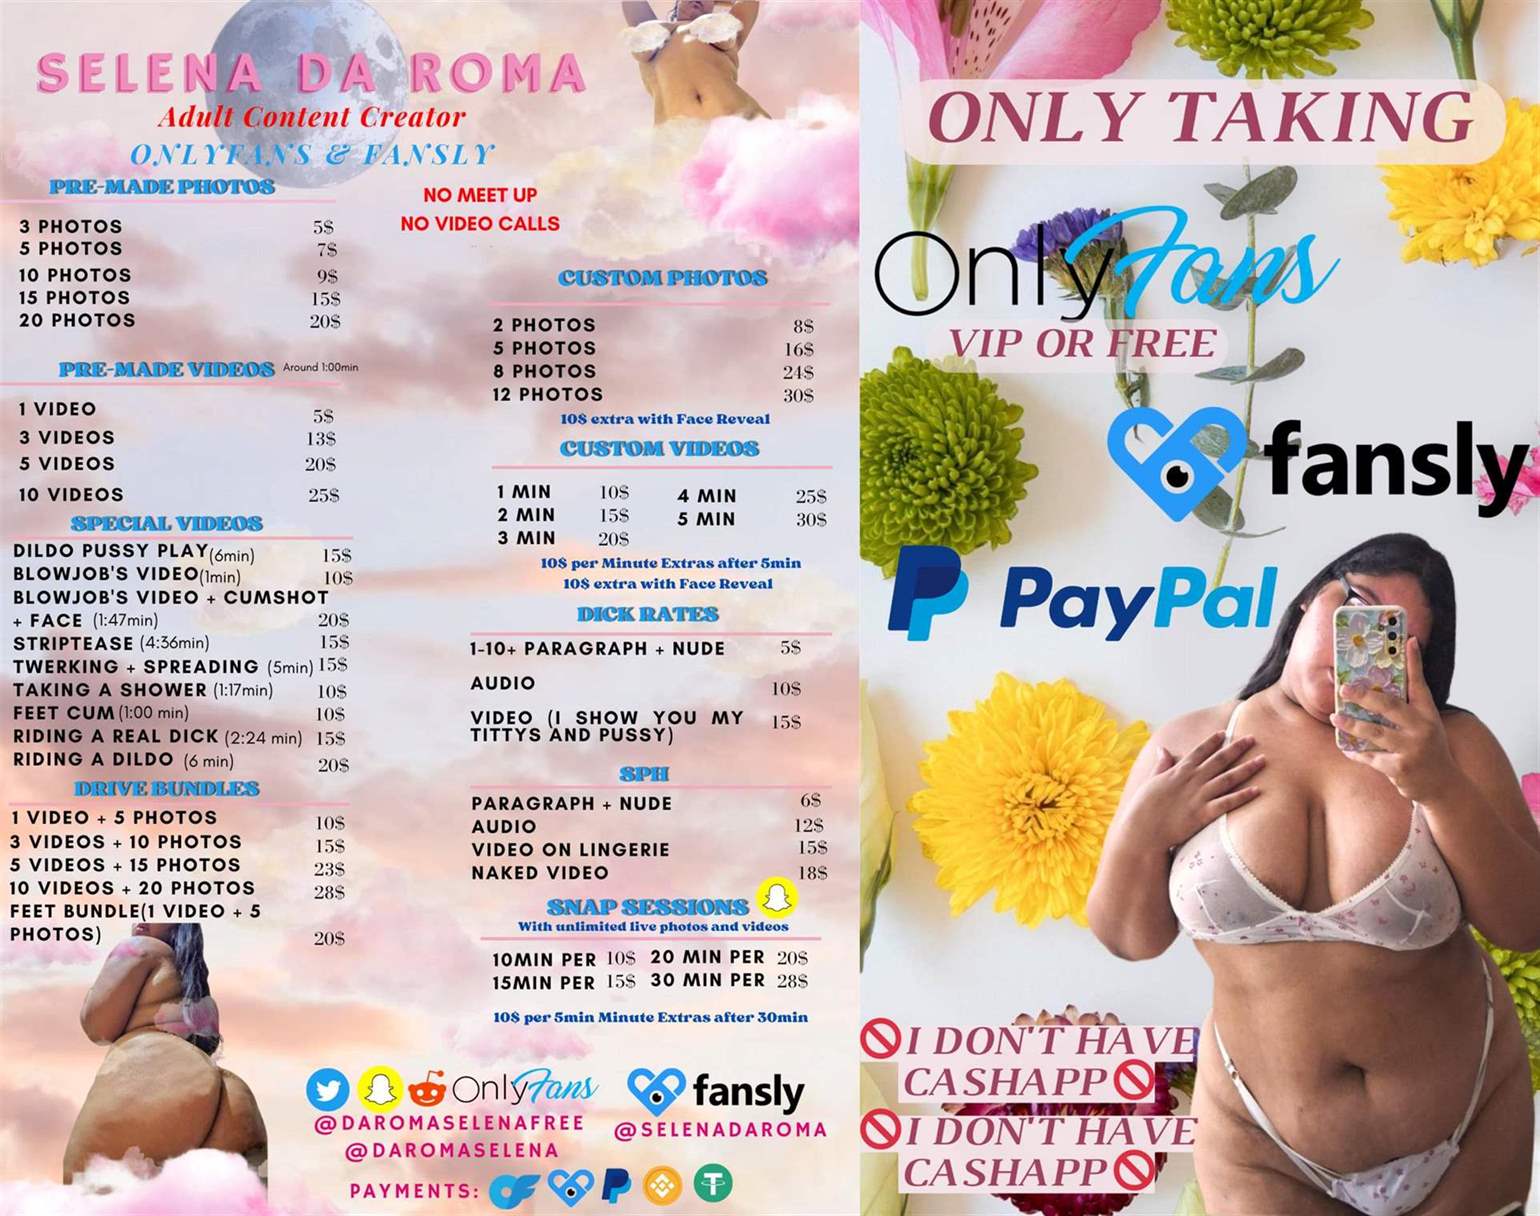 SELENA DA ROMA
Adult Content Creator
ONLYFANS & FANSLY
PRE-MADE PHOTOS
3 PHOTOS 5$
5 PHOTOS 7$
10 PHOTOS 9$
15 PHOTOS 15$
20 PHOTOS 20$
PRE-MADE VIDEOS Around 1:00min
1 VIDEO 5$
3 VIDEOS 13$
5 VIDEOS 20$
10 VIDEOS 25$
SPECIAL VIDEOS
DILDO PUSSY PLAY(6min) 15$
BLOWJOB'S VIDEO(1min) 10$
BLOWJOB'S VIDEO + CUMSHOT
+ FACE (1:47min) 20$
STRIPTEASE (4:36min) 15$
TWERKING + SPREADING (5min) 15$
TAKING A SHOWER (1:17min) 10$
FEET CUM (1:00 min) 10$
RIDING A REAL DICK (2:24 min) 15$
RIDING A DILDO (6 min) 20$
DRIVE BUNDLES
1 VIDEO + 5 PHOTOS 10$
3 VIDEOS + 10 PHOTOS 15$
5 VIDEOS + 15 PHOTOS 23$
10 VIDEOS + 20 PHOTOS 28$
FEET BUNDLE(1 VIDEO + 5
PHOTOS) 20$
NO MEET UP
NO VIDEO CALLS
CUSTOM PHOTOS
2 PHOTOS 8$
5 PHOTOS 16$
8 PHOTOS 24$
12 PHOTOS 30$
10$ extra with Face Reveal
CUSTOM VIDEOS
1 MIN 10$ 4 MIN 25$
2 MIN 15$ 5 MIN 30$
3 MIN 20$
10$ per Minute Extras after 5min
10$ extra with Face Reveal
DICK RATES
1-10+ PARAGRAPH + NUDE 5$
AUDIO 10$
VIDEO (I SHOW YOU MY 15$
TITTYS AND PUSSY)
SPH
PARAGRAPH + NUDE 6$
AUDIO 12$
VIDEO ON LINGERIE 15$
NAKED VIDEO 18$
SNAP SESSIONS
With unlimited live photos and videos
10MIN PER 10$ 20 MIN PER 20$
15MIN PER 15$ 30 MIN PER 28$
10$ per 5min Minute Extras after 30min
OnlyFans fansly
@DAROMASELENAFREE @SELENADAROMA
@DAROMASELENA
PAYMENTS:
ONLY TAKING
OnlyFans
VIP OR FREE
fansly
PayPal
I DON'T HAVE
CASHAPP
I DON'T HAVE
CASHAPP